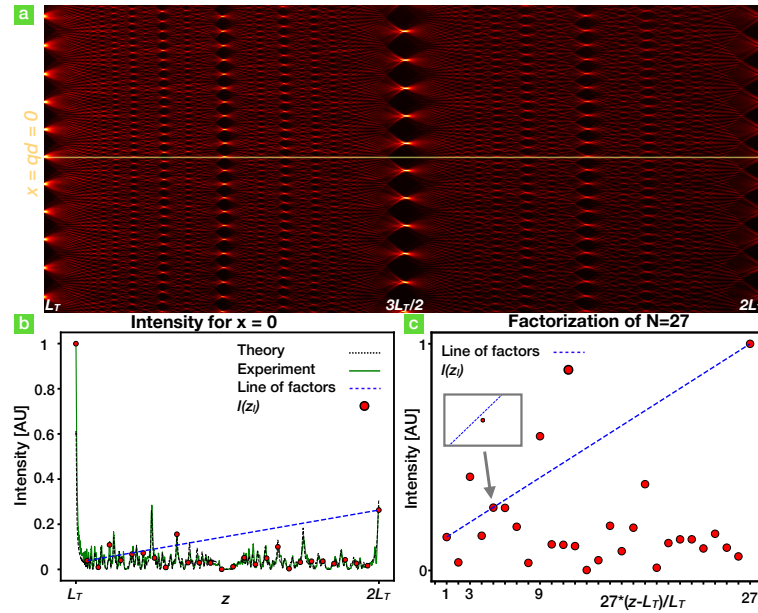 a
x = qd = 0
L_T
3L_T/2
b
Intensity for x = 0
Theory
Experiment
Line of factors
I(z_l)
Intensity [AU]
1
0.8
0.6
0.4
0.2
0
L_T
z
2L_T
c
Factorization of N=27
Line of factors
I(z_l)
Intensity [AU]
1
0
1
3
9
27*(z-L_T)/L_T
27